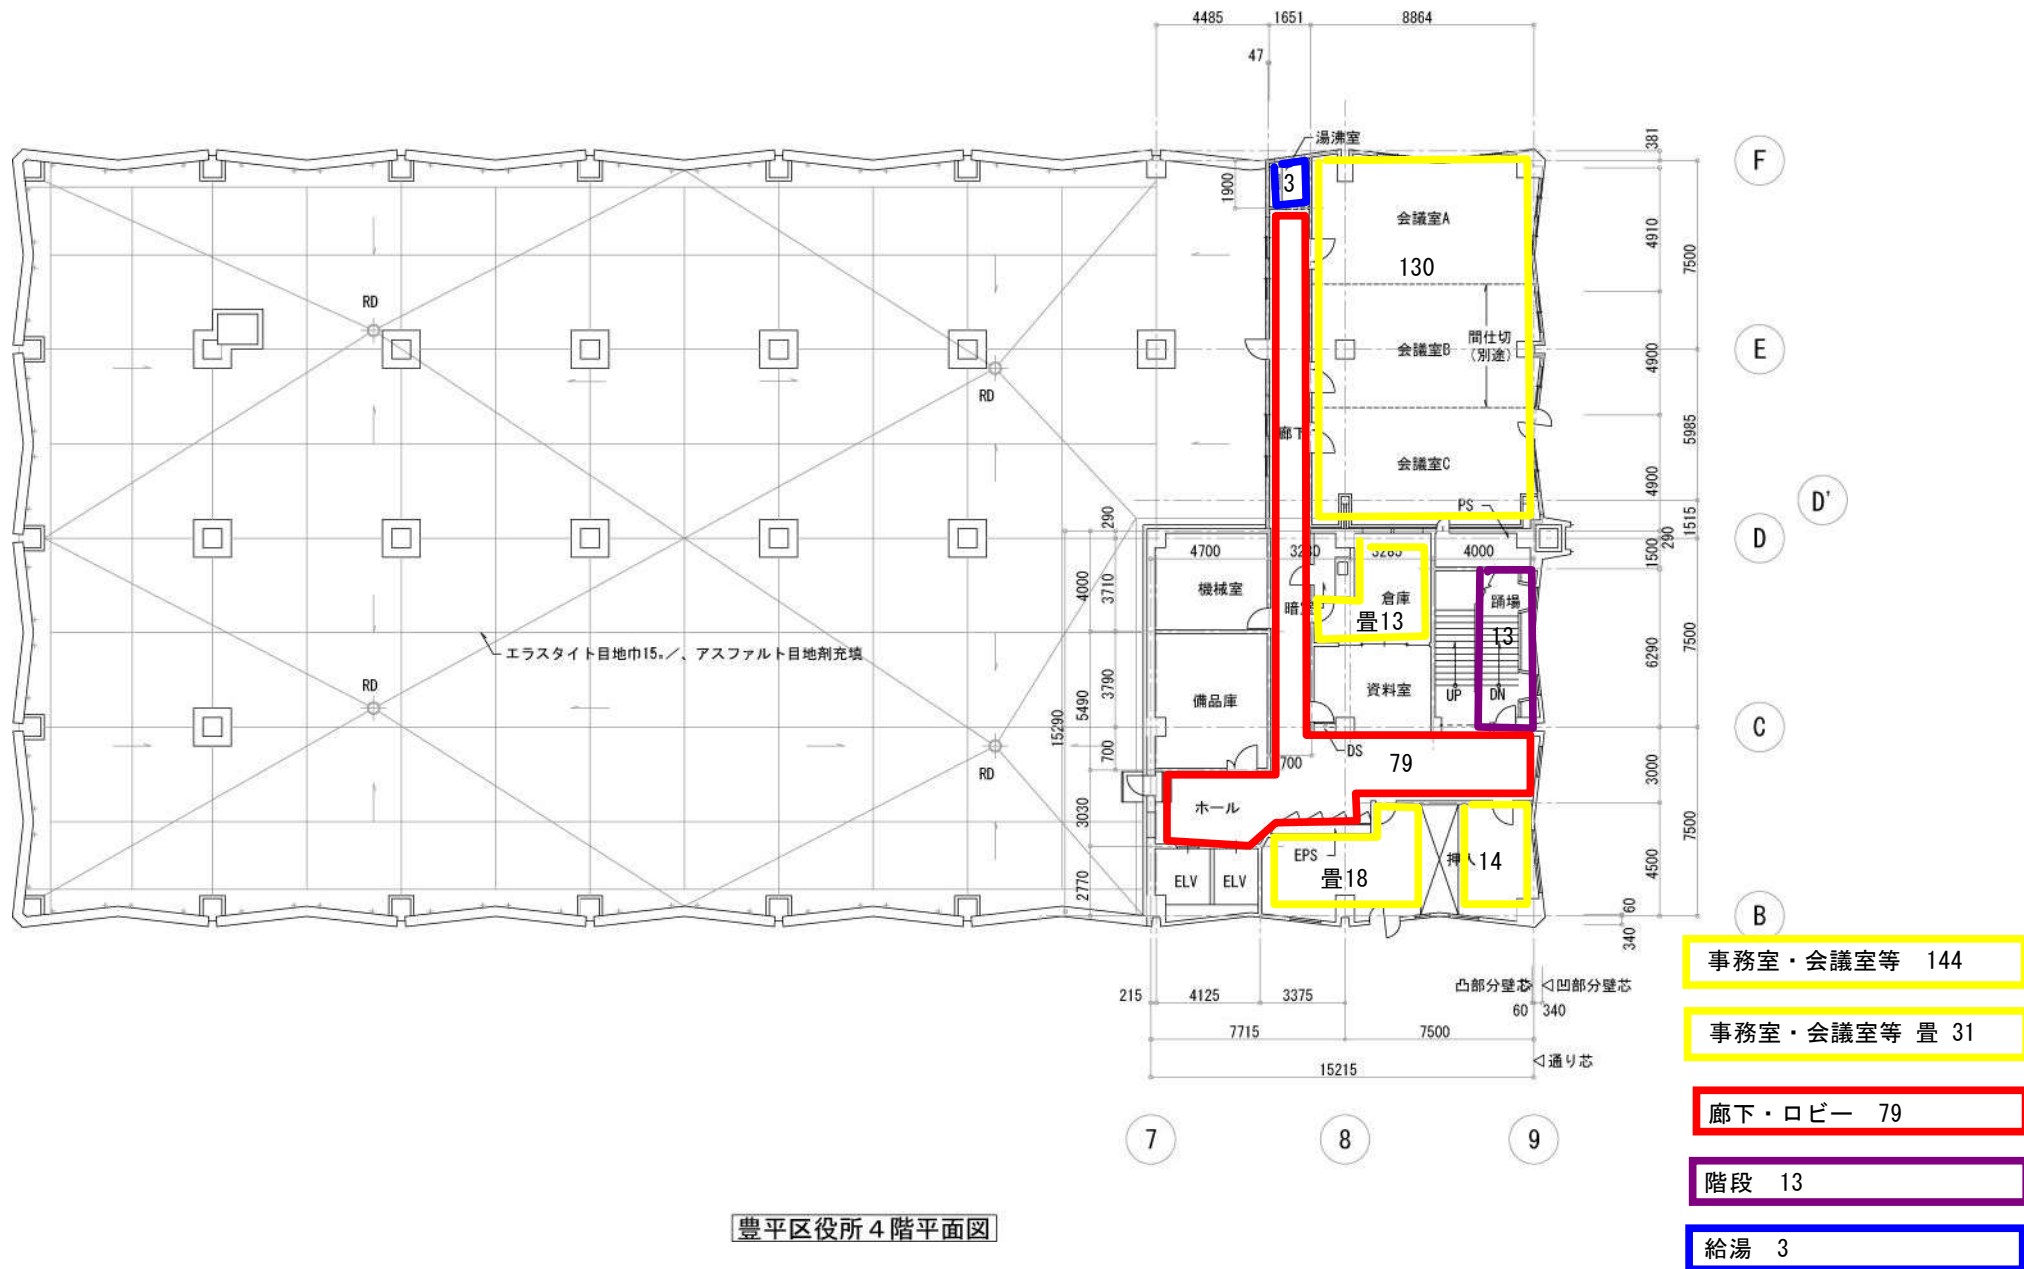 4485
1651
8864
47
湯沸室
381
F
1900
3
会議室A
4910
7500
130
RD
間仕切
(別途)
会議室B
E
4900
RD
廊下
5985
会議室C
4900
D'
PS
290
1515
4700
3285
4000
290
D
1500
機械室
4000
3710
倉庫
踊場
畳13
13
エラスタイト目地巾15㎜/、アスファルト目地剤充填
6290
7500
RD
備品庫
3790
5490
資料室
UP
DN
15290
C
DS
700
700
79
RD
3000
ホール
3030
7500
EPS
押入
14
ELV
ELV
畳18
4500
2770
60
B
340
事務室・会議室等 144
凸部分壁芯
凹部分壁芯
215
4125
3375
60
340
事務室・会議室等 畳 31
7715
7500
通り芯
15215
廊下・ロビー 79
7
8
9
階段 13
豊平区役所4階平面図
給湯 3